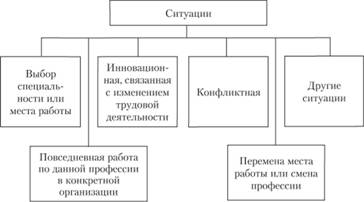 Ситуации
Выбор
специаль-
ности или
места работы
Инновацион-
ная, связанная
с изменением
трудовой
деятельности
Конфликтная
Другие
ситуации
Повседневная работа
по данной профессии
в конкретной
организации
Перемена места
работы или смена
профессии